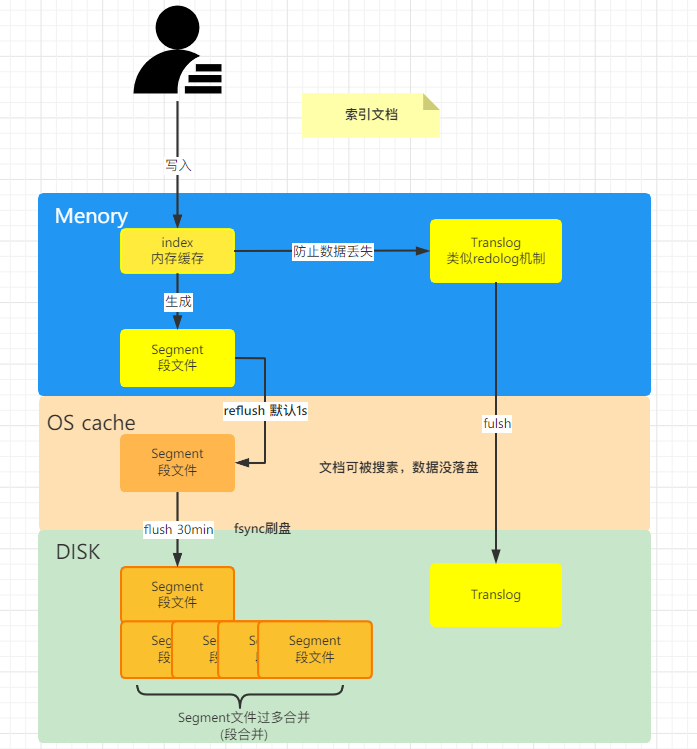 索引文档
写入
Menory
index
内存缓存
防止数据丢失
Translog
类似redolog机制
生成
Segment
段文件
reflush 默认1s
OS cache
fulsh
Segment
段文件
文档可被搜素，数据没落盘
flush 30min
fsync刷盘
DISK
Segment
段文件
Translog
Seg
段
Se
段
S
段
Segment
段文件
Segment文件过多合并
(段合并)